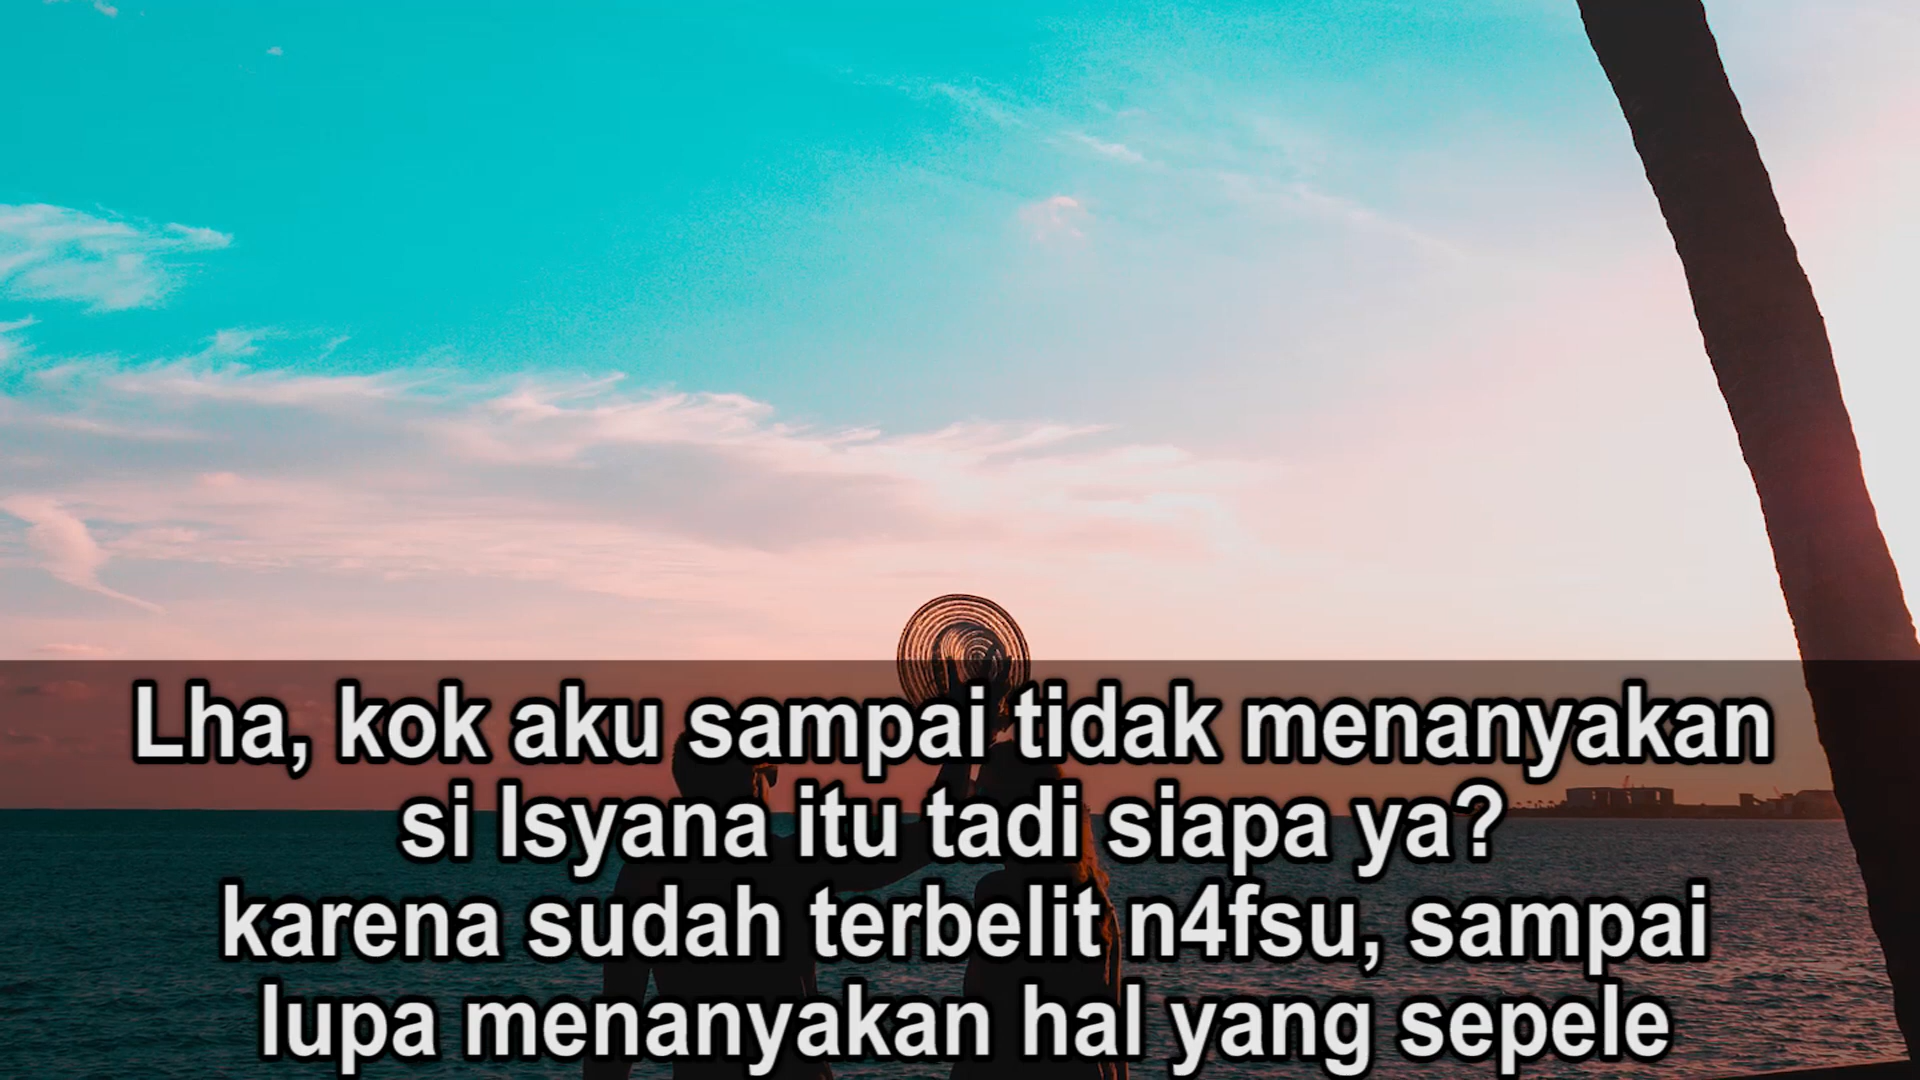 Lha, kok aku sampai tidak menanyakan
si Isyana itu tadi siapa ya?
karena sudah terbelit n4fsu, sampai
lupa menanyakan hal yang sepele